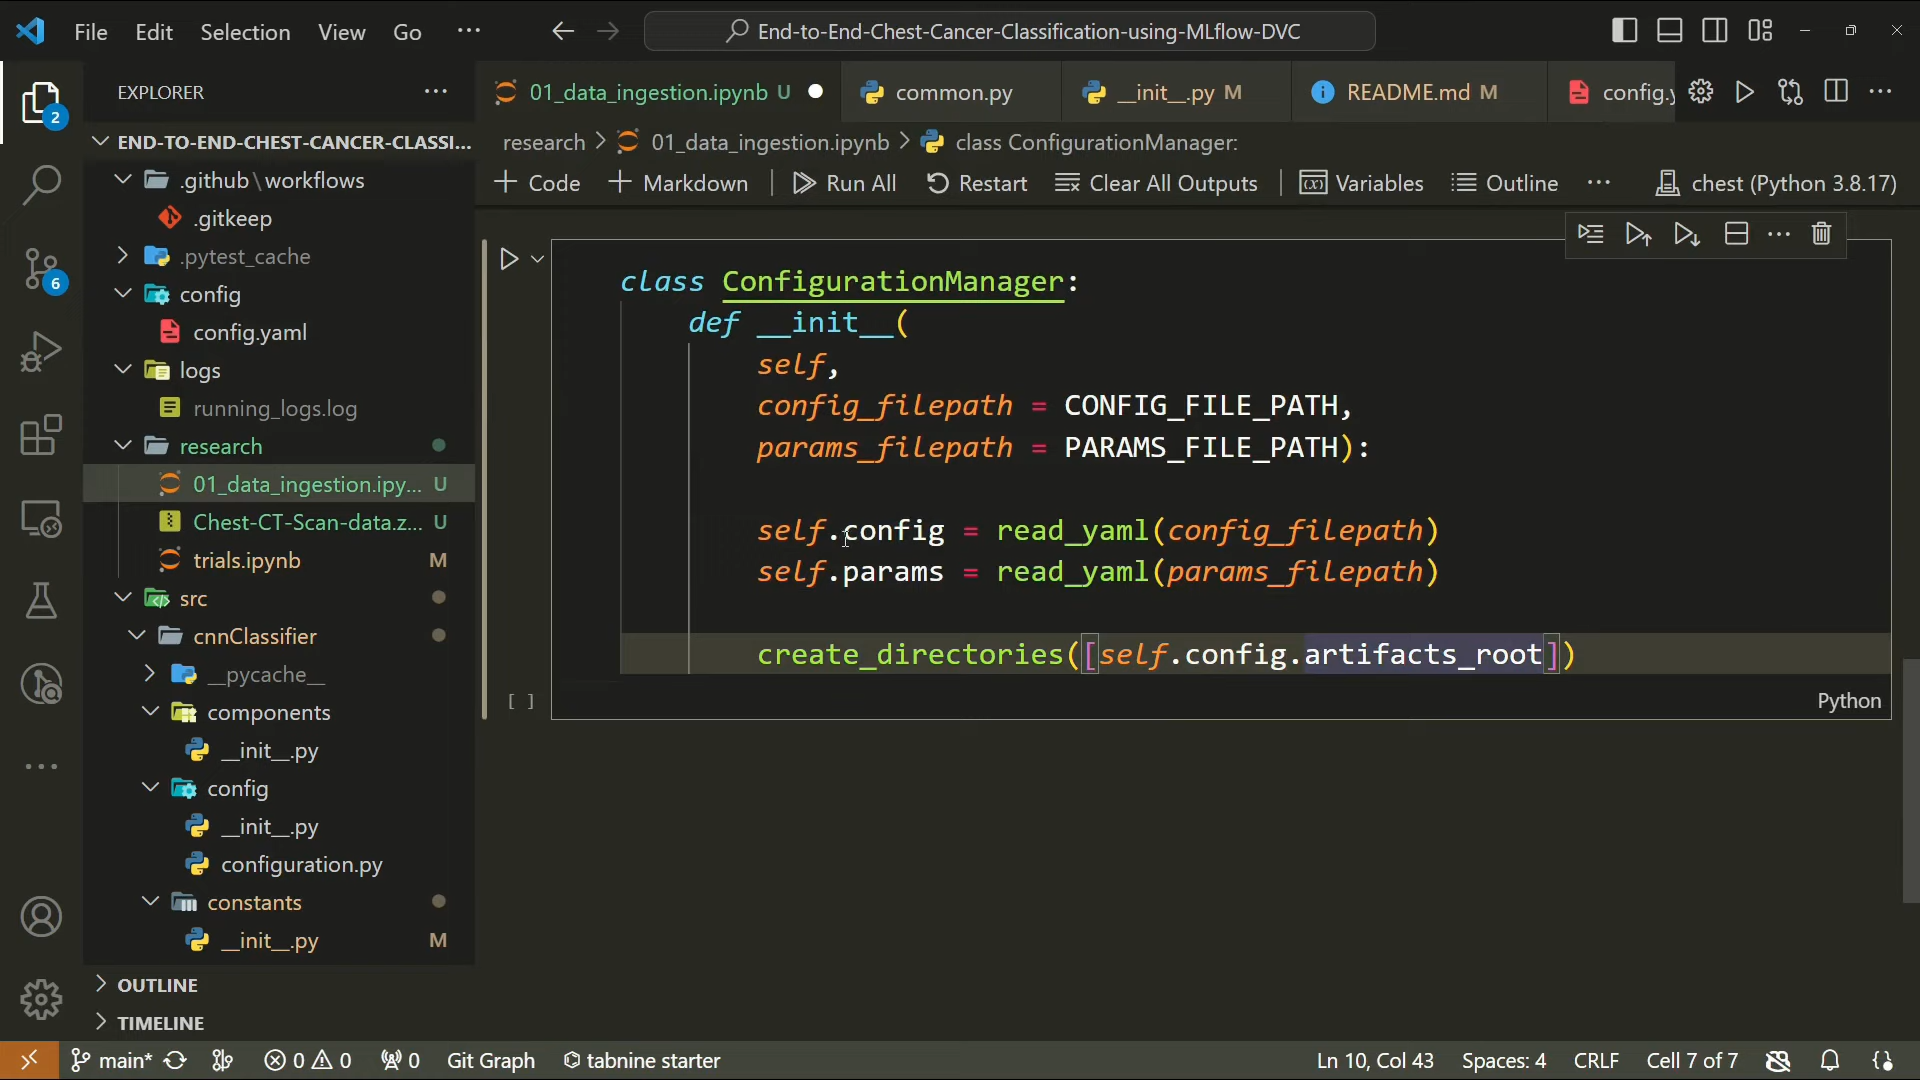 File Edit Selection View Go ··· End-to-End-Chest-Cancer-Classification-using-MLflow-DVC
EXPLORER ···
01_data_ingestion.ipynb U common.py __init__.py M README.md M config.y
END-TO-END-CHEST-CANCER-CLASSI...
research > 01_data_ingestion.ipynb > class ConfigurationManager:
+ Code + Markdown Run All Restart Clear All Outputs Variables Outline ··· chest (Python 3.8.17)
.github\workflows
.gitkeep
.pytest_cache
config
config.yaml
logs
running_logs.log
research
01_data_ingestion.ipy... U
Chest-CT-Scan-data.z... U
trials.ipynb M
src
cnnClassifier
__pycache__
components
__init__.py
config
__init__.py
configuration.py
constants
__init__.py M
OUTLINE
TIMELINE
2
6
class ConfigurationManager:
def __init__(
self,
config_filepath = CONFIG_FILE_PATH,
params_filepath = PARAMS_FILE_PATH):
self.config = read_yaml(config_filepath)
self.params = read_yaml(params_filepath)
create_directories([self.config.artifacts_root])
[ ] Python
main* 0 0 0 Git Graph tabnine starter Ln 10, Col 43 Spaces: 4 CRLF Cell 7 of 7